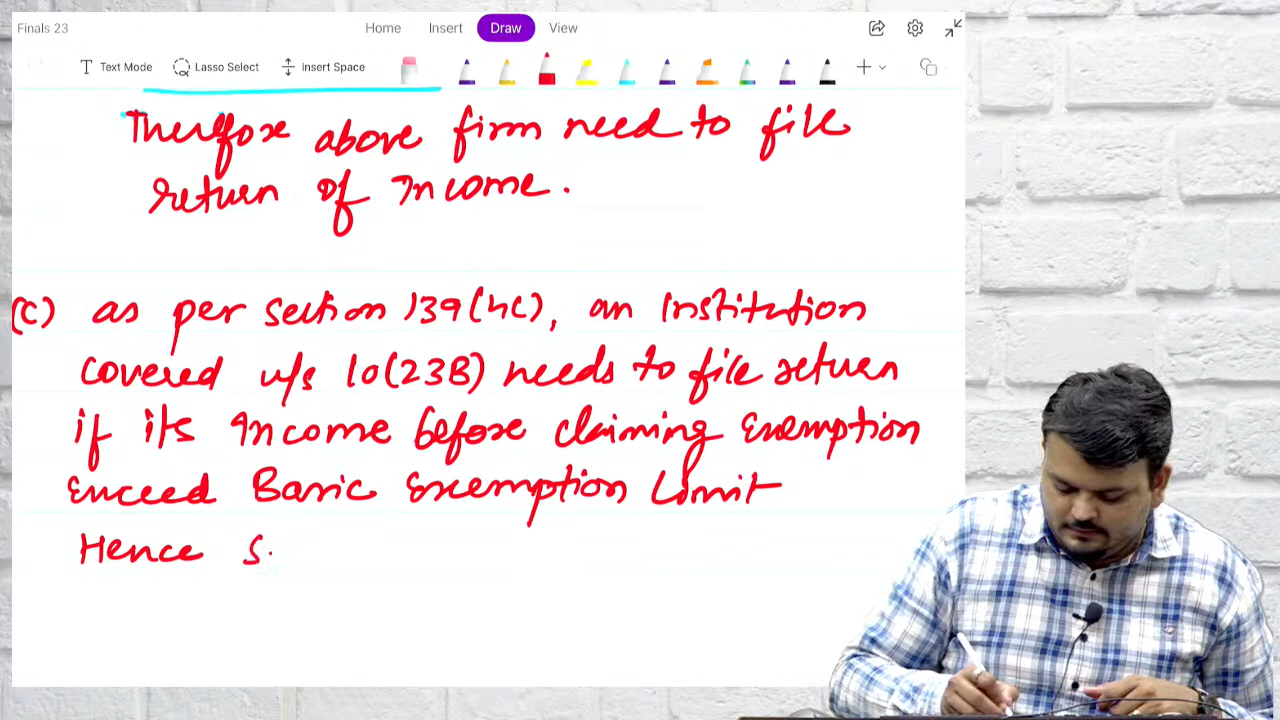 Finals 23
Home Insert Draw View
Text Mode Lasso Select Insert Space
Therefore above firm need to file
return of Income.
(C) as per section 139(4C), an Institution
covered u/s 10(23B) needs to file return
if its Income before claiming Exemption
Exceed Basic Exemption Limit
Hence S.